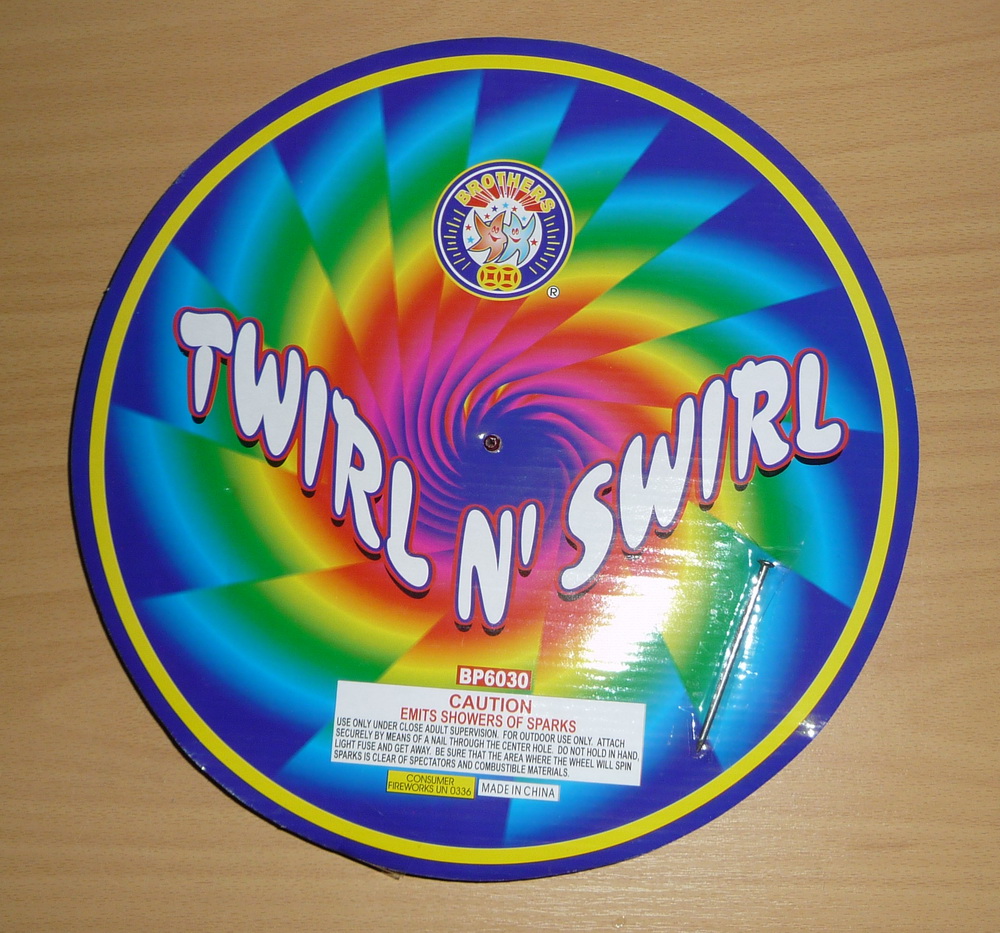 BROTHERS
®
TWIRL N' SWIRL
BP6030
CAUTION
EMITS SHOWERS OF SPARKS
USE ONLY UNDER CLOSE ADULT SUPERVISION. FOR OUTDOOR USE ONLY. ATTACH
SECURELY BY MEANS OF A NAIL THROUGH THE CENTER HOLE. DO NOT HOLD IN HAND,
LIGHT FUSE AND GET AWAY. BE SURE THAT THE AREA WHERE THE WHEEL WILL SPIN
SPARKS IS CLEAR OF SPECTATORS AND COMBUSTIBLE MATERIALS.
CONSUMER
FIREWORKS UN 0336
MADE IN CHINA